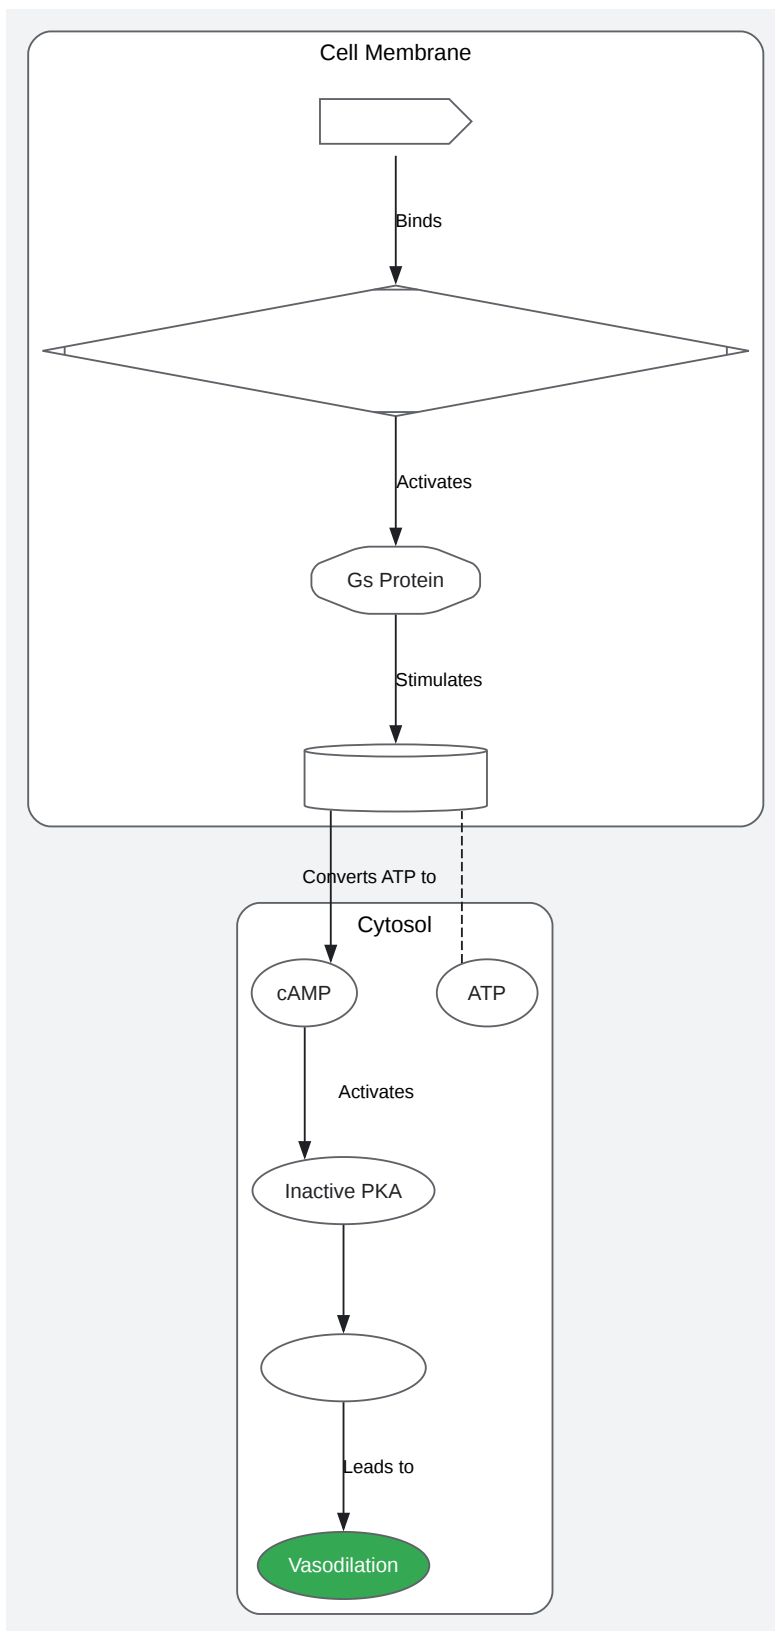 Cell Membrane
Binds
Activates
Gs Protein
Stimulates
Converts ATP to
Cytosol
cAMP
ATP
Activates
Inactive PKA
Leads to
Vasodilation